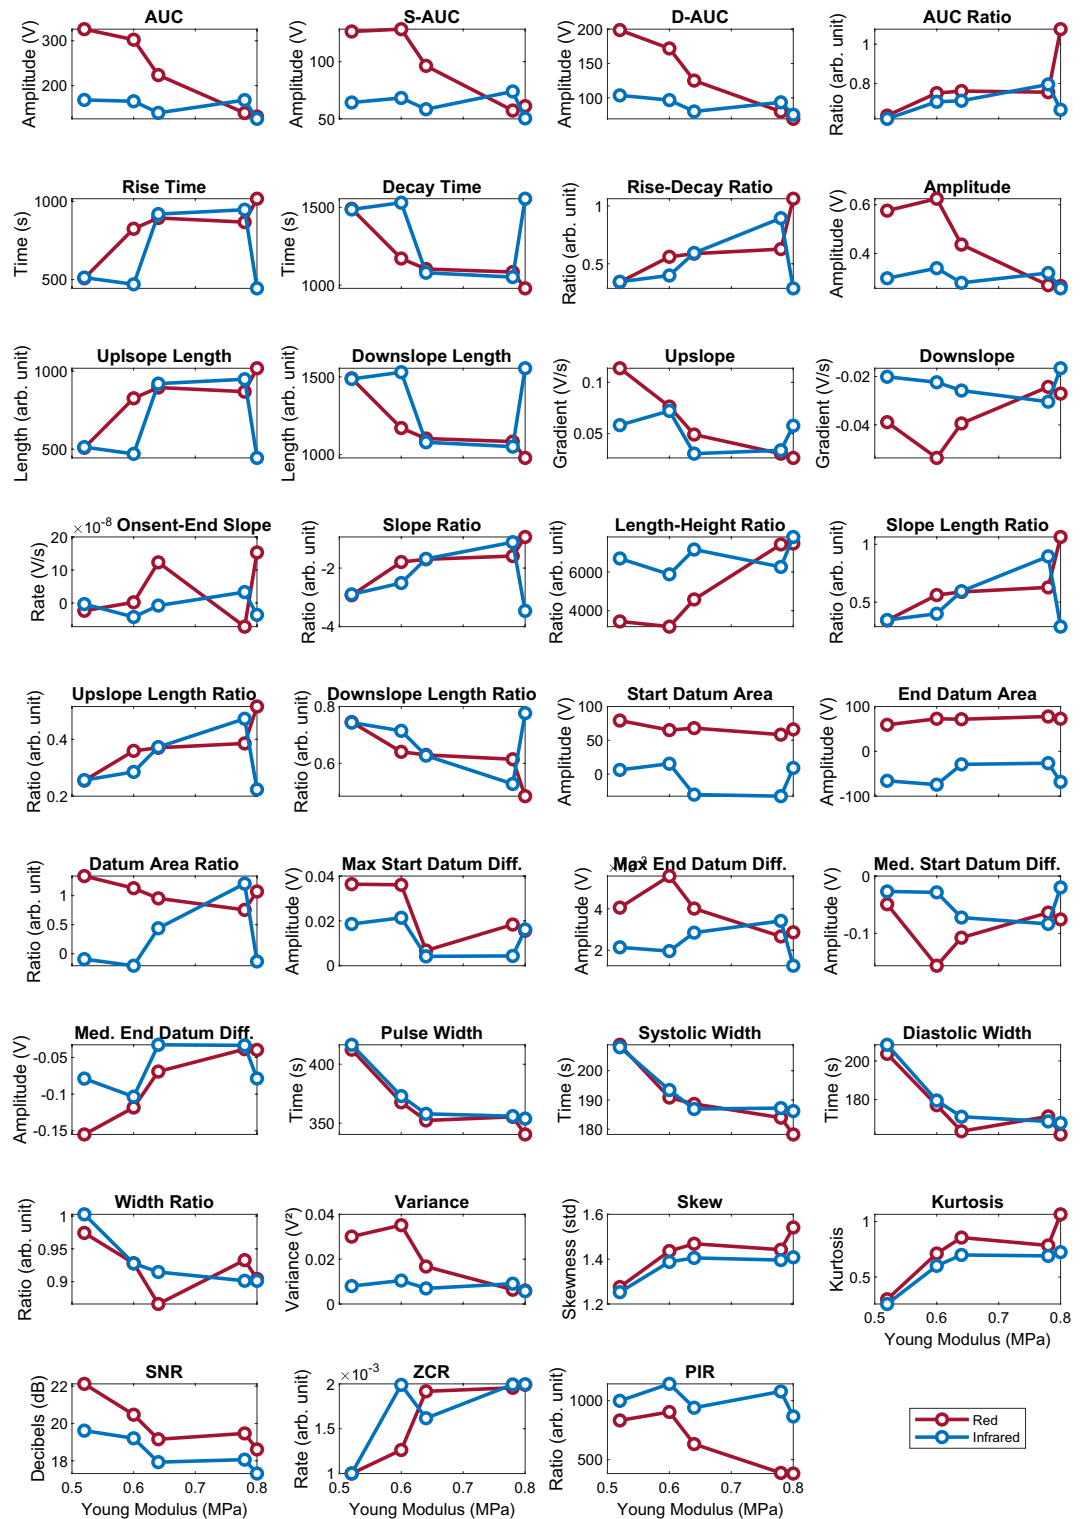 AUC
Amplitude (V)
300
200
S-AUC
Amplitude (V)
100
50
D-AUC
Amplitude (V)
200
150
100
AUC Ratio
Ratio (arb. unit)
1
0.8
0.6
Rise Time
Time (s)
1000
500
Decay Time
Time (s)
1500
1000
Rise-Decay Ratio
Ratio (arb. unit)
1
0.5
Amplitude
Amplitude (V)
0.6
0.4
Uplsope Length
Length (arb. unit)
1000
500
Downslope Length
Length (arb. unit)
1500
1000
Upslope
Gradient (V/s)
0.1
0.05
Downslope
Gradient (V/s)
-0.02
-0.04
×10⁻⁸ Onsent-End Slope
Rate (V/s)
20
10
0
Slope Ratio
Ratio (arb. unit)
-2
-4
Length-Height Ratio
Ratio (arb. unit)
6000
4000
Slope Length Ratio
Ratio (arb. unit)
1
0.5
Upslope Length Ratio
Ratio (arb. unit)
0.4
0.2
Downslope Length Ratio
Ratio (arb. unit)
0.8
0.6
Start Datum Area
Amplitude (V)
100
50
0
End Datum Area
Amplitude (V)
100
0
-100
Datum Area Ratio
Ratio (arb. unit)
1
0.5
0
Max Start Datum Diff.
Amplitude (V)
0.04
0.02
0
Max End Datum Diff.
Amplitude (V)
4
2
Med. Start Datum Diff.
Amplitude (V)
0
-0.1
Med. End Datum Diff.
Amplitude (V)
-0.05
-0.1
-0.15
Pulse Width
Time (s)
400
350
Systolic Width
Time (s)
200
190
180
Diastolic Width
Time (s)
200
180
Width Ratio
Ratio (arb. unit)
1
0.95
0.9
Variance
Variance (V²)
0.04
0.02
0
Skew
Skewness (std)
1.6
1.4
1.2
Kurtosis
Kurtosis
1
0.5
0.5 0.6 0.7 0.8
Young Modulus (MPa)
SNR
Decibels (dB)
22
20
18
0.5 0.6 0.7 0.8
Young Modulus (MPa)
ZCR
×10⁻³
Rate (arb. unit)
2
1.5
1
0.5 0.6 0.7 0.8
Young Modulus (MPa)
PIR
Ratio (arb. unit)
1000
500
0.5 0.6 0.7 0.8
Young Modulus (MPa)
Red
Infrared